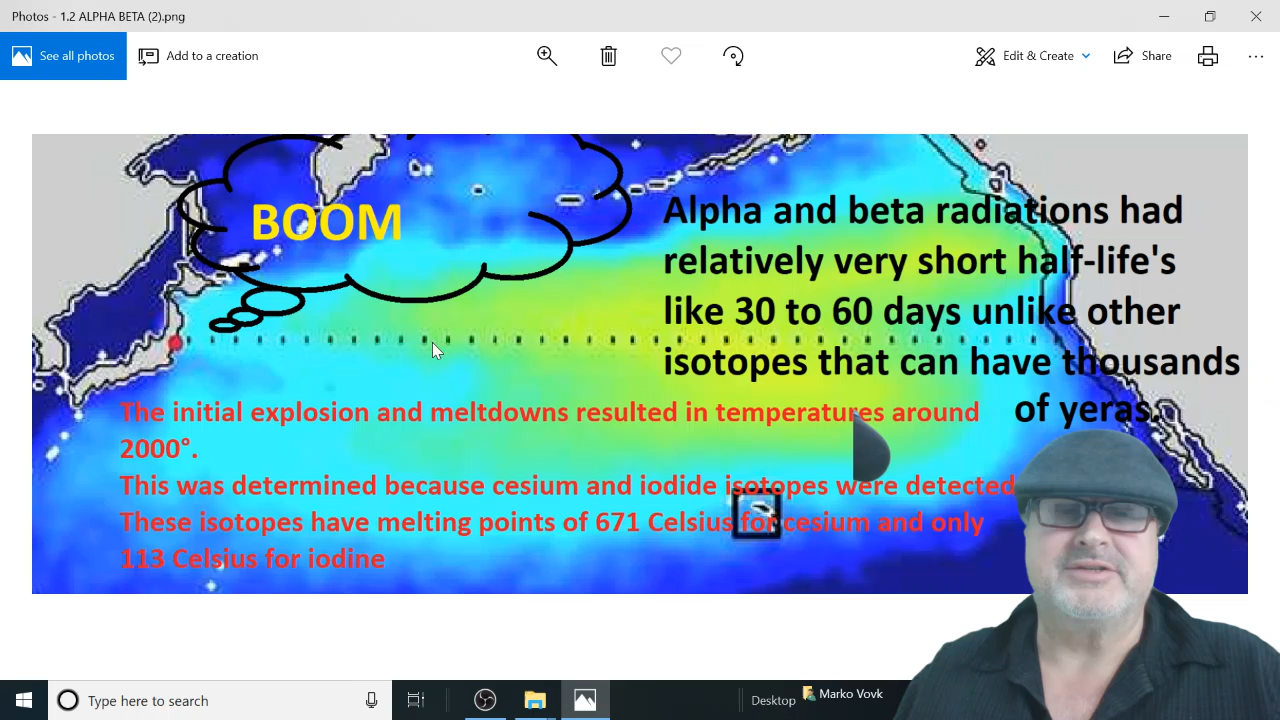 Photos - 1.2 ALPHA BETA (2).png
See all photos
Add to a creation
Edit & Create
Share
BOOM
Alpha and beta radiations had
relatively very short half-life's
like 30 to 60 days unlike other
isotopes that can have thousands
of yeras.
The initial explosion and meltdowns resulted in temperatures around
2000°.
This was determined because cesium and iodide isotopes were detected
These isotopes have melting points of 671 Celsius for cesium and only
113 Celsius for iodine
Type here to search
Desktop
Marko Vovk